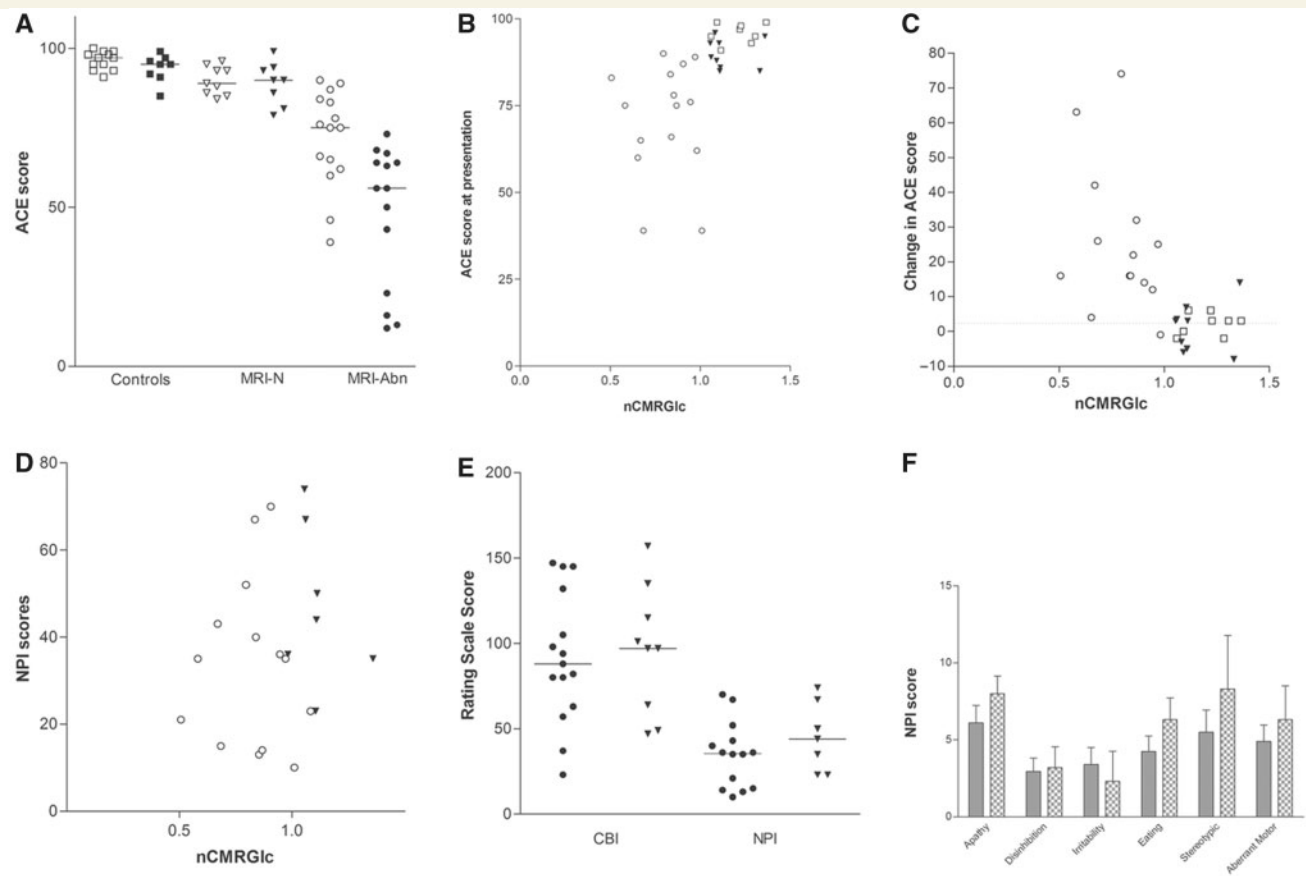 A
ACE score
100
50
0
Controls
MRI-N
MRI-Abn
B
ACE score at presentation
100
75
50
25
0
0.0
0.5
1.0
1.5
nCMRGlc
C
Change in ACE score
80
70
60
50
40
30
20
10
0
−10
0.0
0.5
1.0
1.5
nCMRGlc
D
NPI scores
80
60
40
20
0
0.5
1.0
nCMRGlc
E
Rating Scale Score
200
150
100
50
0
CBI
NPI
F
NPI score
15
10
5
0
Apathy
Disinhibition
Irritability
Eating
Stereotypic
Aberrant Motor